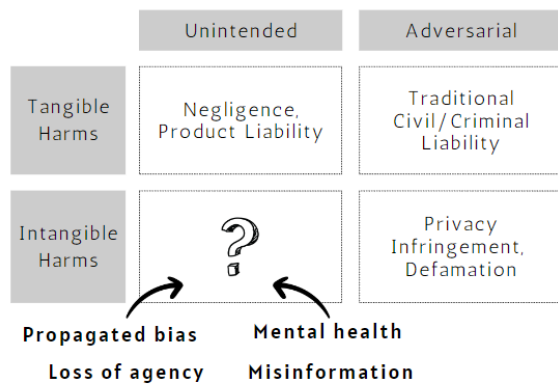 Unintended
Adversarial
Tangible
Harms
Negligence,
Product Liability
Traditional
Civil/Criminal
Liability
Intangible
Harms
?
Privacy
Infringement,
Defamation
Propagated bias
Mental health
Loss of agency
Misinformation